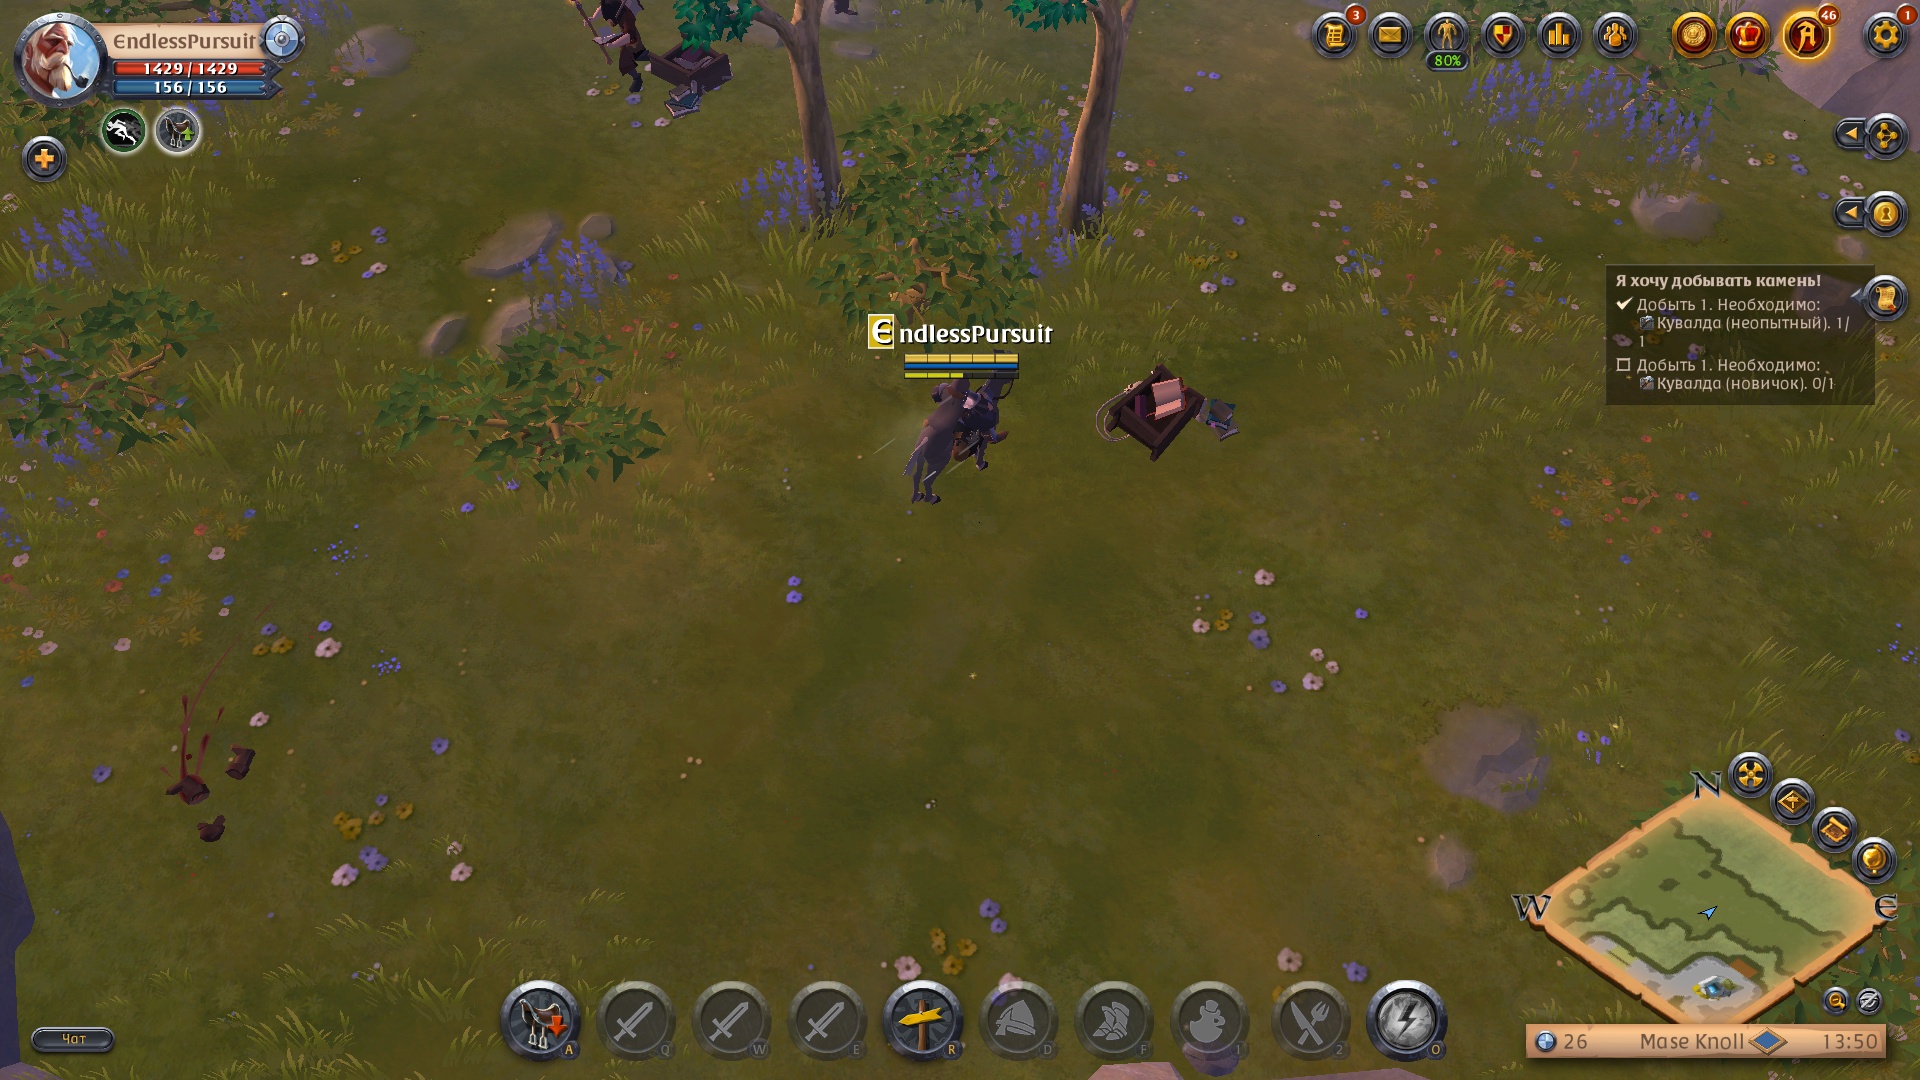 EndlessPursuit
1429 / 1429
156 / 156
3
80%
46
1
Я хочу добывать камень!
Добыть 1. Необходимо:
Кувалда (неопытный). 1/
1
Добыть 1. Необходимо:
Кувалда (новичок). 0/1
EndlessPursuit
N
W
E
Чат
A
Q
W
E
R
D
F
1
2
O
26 Mase Knoll 13:50